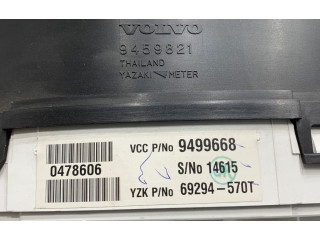 VOLVO
9459821
THAILAND
YAZAKI METER
VCC P/No 9499668
0478606
S/No 14615
YZK P/No 69294-570T